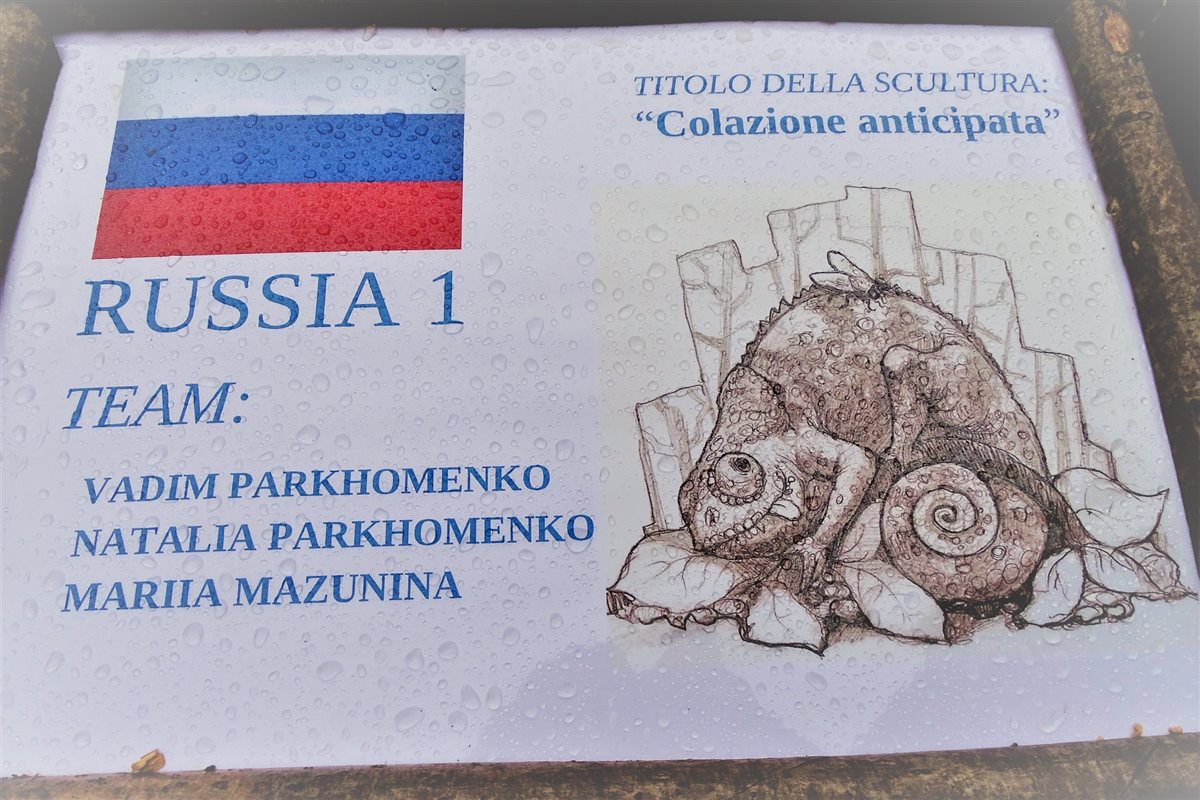 RUSSIA 1
TEAM:
VADIM PARKHOMENKO
NATALIA PARKHOMENKO
MARIIA MAZUNINA
TITOLO DELLA SCULTURA:
“Colazione anticipata”